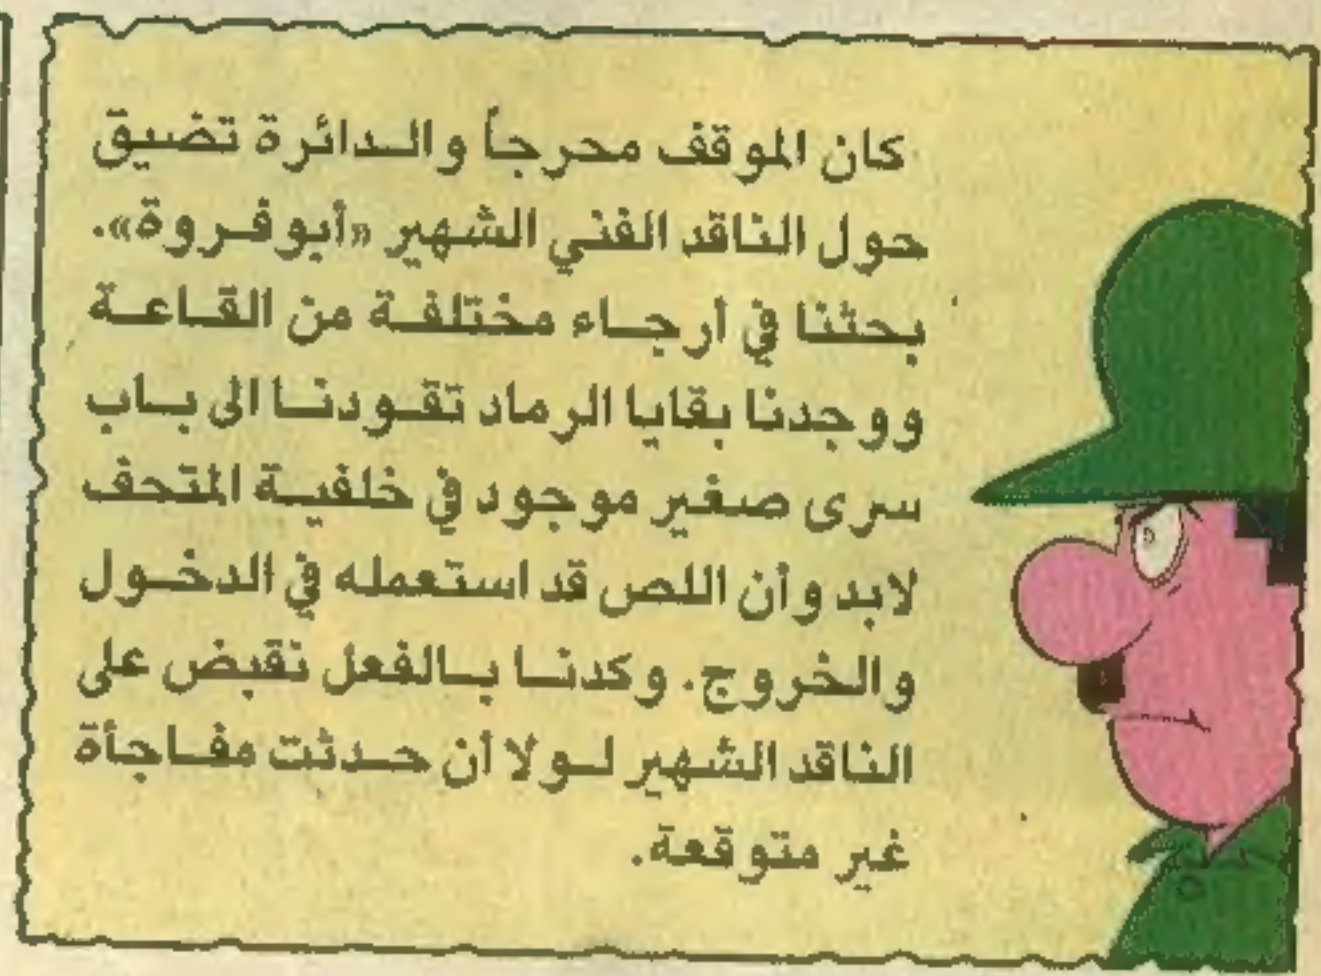 كان الموقف محرجاً والدائرة تضيق
حول الناقد الفني الشهير «أبو فروة».
بحثنا في أرجاء مختلفة من القاعة
ووجدنا بقايا الرماد تقودنا الى باب
سرى صغير موجود في خلفية المتحف
لابد وأن اللص قد استعمله في الدخول
والخروج. وكدنا بالفعل نقبض على
الناقد الشهير لولا أن حدثت مفاجأة
غير متوقعة.